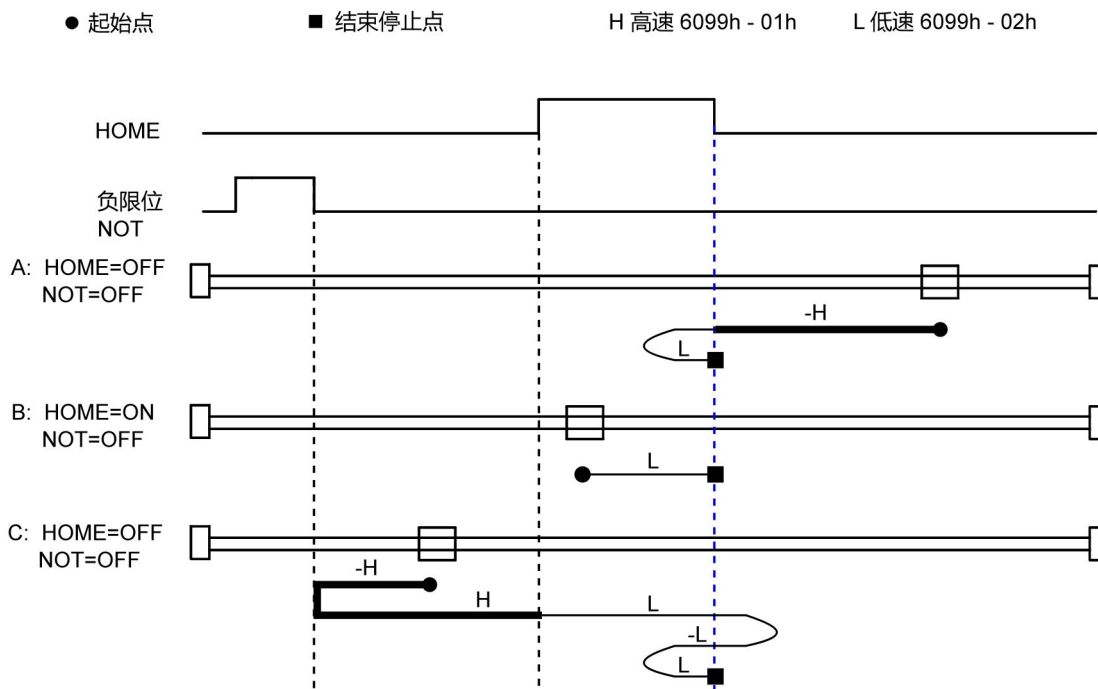 ● 起始点 ■ 结束停止点 H 高速 6099h - 01h L 低速 6099h - 02h
HOME
负限位
NOT
A: HOME=OFF
NOT=OFF
-H
L
B: HOME=ON
NOT=OFF
L
C: HOME=OFF
NOT=OFF
-H
H L
-L
L